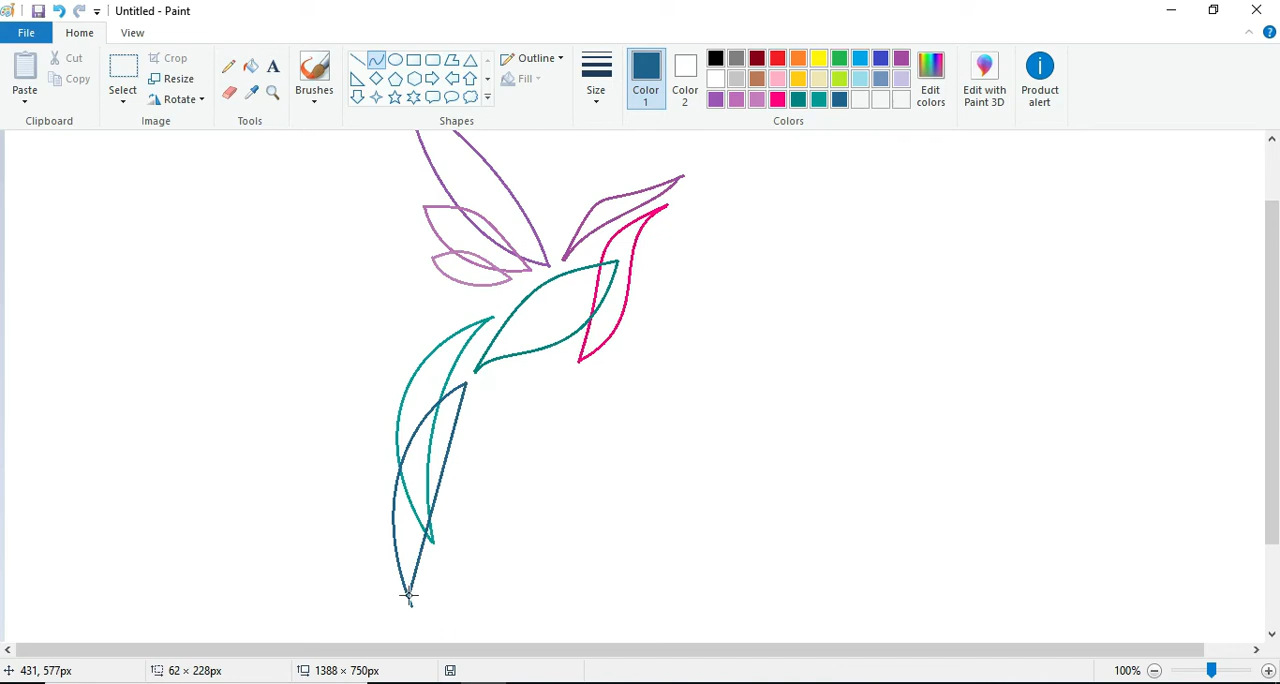 Untitled - Paint
File Home View
Paste Cut Copy Clipboard
Select Crop Resize Rotate Image
A Tools
Brushes
Outline Fill Shapes
Size
Color 1 Color 2 Edit colors Colors
Edit with Paint 3D
Product alert
431, 577px 62 × 228px 1388 × 750px 100%